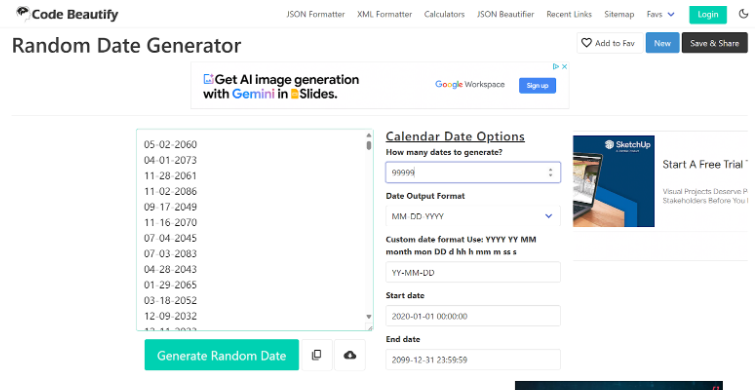 Code Beautify
JSON Formatter XML Formatter Calculators JSON Beautifier Recent Links Sitemap Favs Login
Random Date Generator
Add to Fav New Save & Share
Get AI image generation
with Gemini in Slides.
Google Workspace
Sign up
05-02-2060
04-01-2073
11-28-2061
11-02-2086
09-17-2049
11-16-2070
07-04-2045
07-03-2083
04-28-2043
01-29-2065
03-18-2052
12-09-2032
Generate Random Date
Calendar Date Options
How many dates to generate?
99999
Date Output Format
MM-DD-YYYY
Custom date format Use: YYYY YY MM
month mon DD d hh h mm m ss s
YY-MM-DD
Start date
2020-01-01 00:00:00
End date
2099-12-31 23:59:59
SketchUp
Start A Free Trial
Visual Projects Deserve
Stakeholders Before You